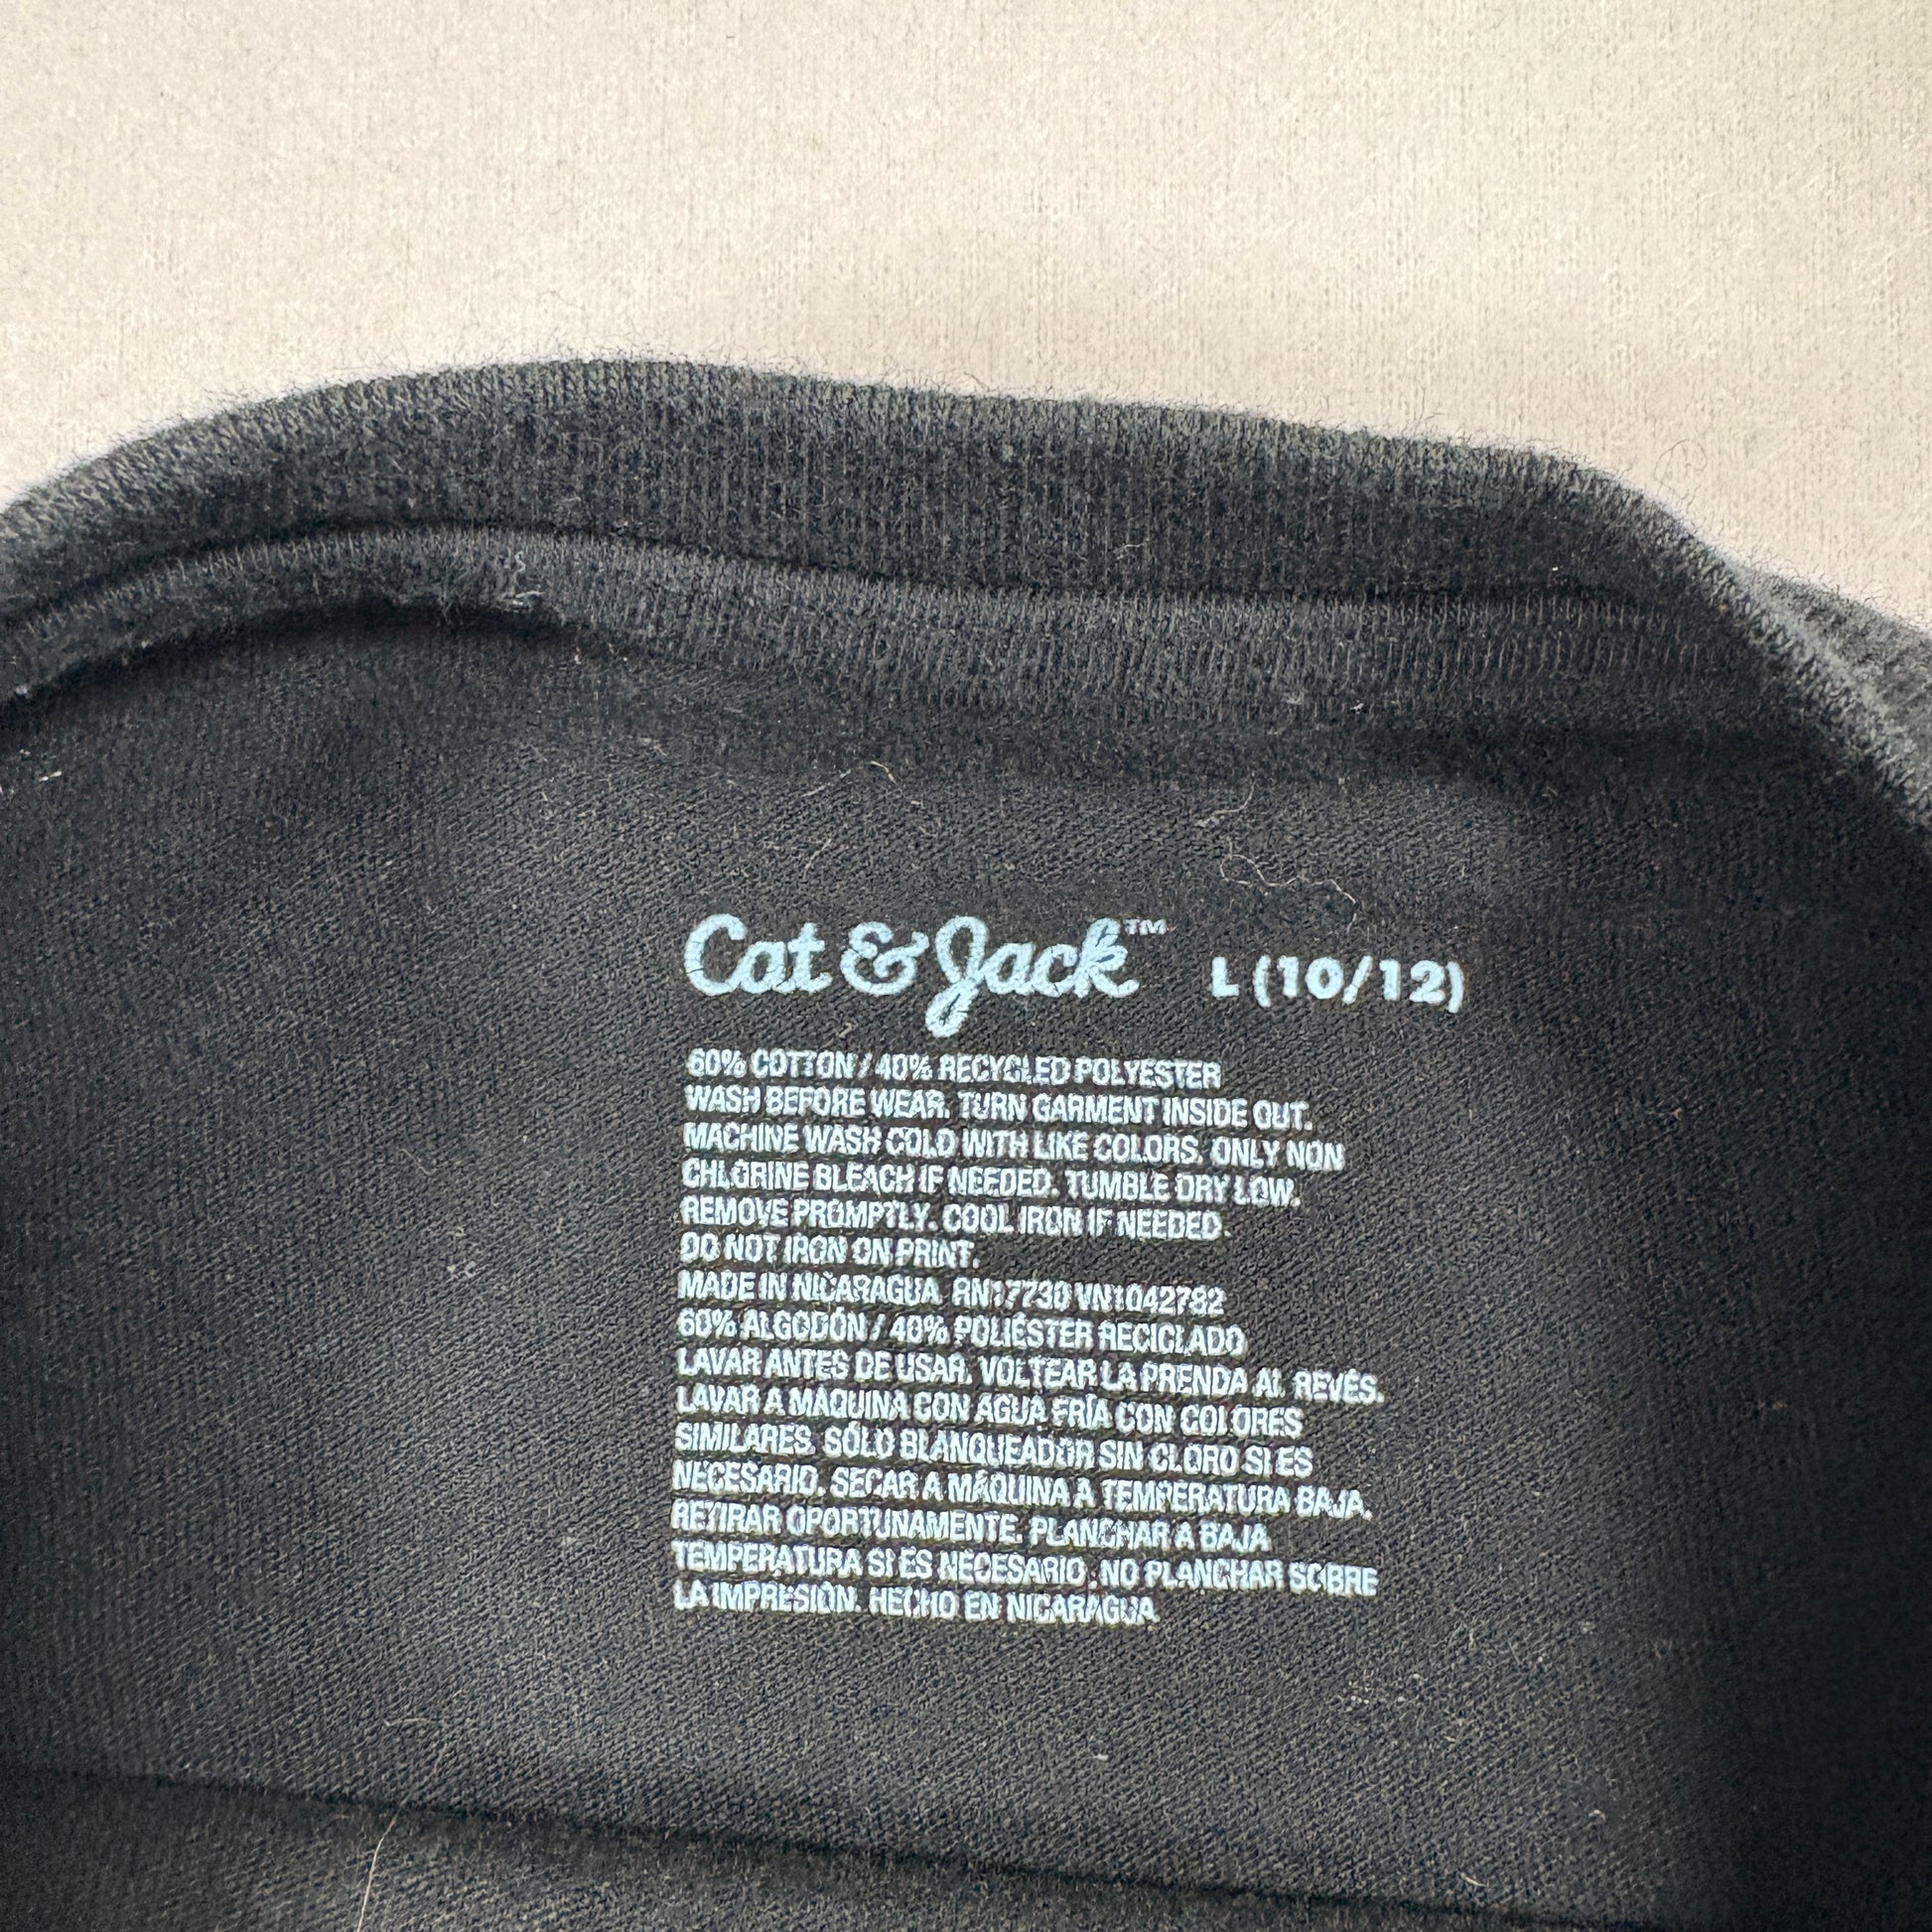 Cat & Jack™ L (10/12)
60% COTTON / 40% RECYCLED POLYESTER
WASH BEFORE WEAR. TURN GARMENT INSIDE OUT.
MACHINE WASH COLD WITH LIKE COLORS. ONLY NON
CHLORINE BLEACH IF NEEDED. TUMBLE DRY LOW.
REMOVE PROMPTLY. COOL IRON IF NEEDED.
DO NOT IRON ON PRINT.
MADE IN NICARAGUA. RN17730 VN1042782
60% ALGODÓN / 40% POLIÉSTER RECICLADO
LAVAR ANTES DE USAR. VOLTEAR LA PRENDA AL REVÉS.
LAVAR A MÁQUINA CON AGUA FRÍA CON COLORES
SIMILARES. SÓLO BLANQUEADOR SIN CLORO SI ES
NECESARIO. SECAR A MÁQUINA A TEMPERATURA BAJA.
RETIRAR OPORTUNAMENTE. PLANCHAR A BAJA
TEMPERATURA SI ES NECESARIO. NO PLANCHAR SOBRE
LA IMPRESIÓN. HECHO EN NICARAGUA